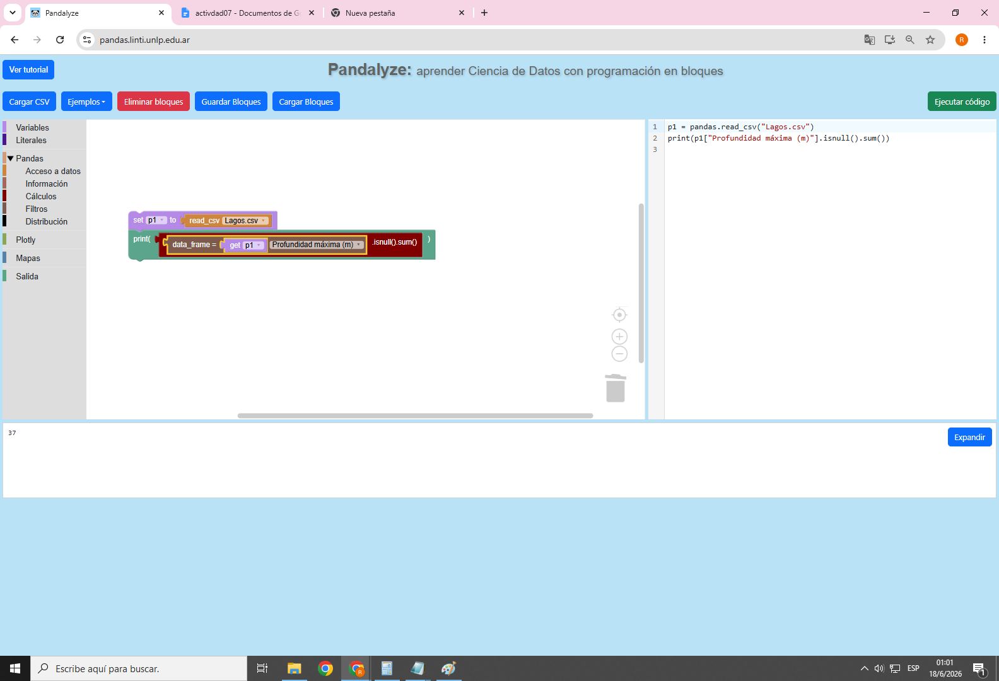 Pandalyze
activdad07 - Documentos de G
Nueva pestaña
pandas.linti.unlp.edu.ar
R
Ver tutorial
Pandalyze: aprender Ciencia de Datos con programación en bloques
Cargar CSV
Ejemplos
Eliminar bloques
Guardar Bloques
Cargar Bloques
Ejecutar código
Variables
Literales
Pandas
Acceso a datos
Información
Cálculos
Filtros
Distribución
Plotly
Mapas
Salida
set p1 to read_csv Lagos.csv
print( data_frame = get p1 Profundidad máxima (m) .isnull().sum() )
1 p1 = pandas.read_csv("Lagos.csv")
2 print(p1["Profundidad máxima (m)"].isnull().sum())
3
37
Expandir
Escribe aquí para buscar.
R
ESP
01:01
18/6/2026
1